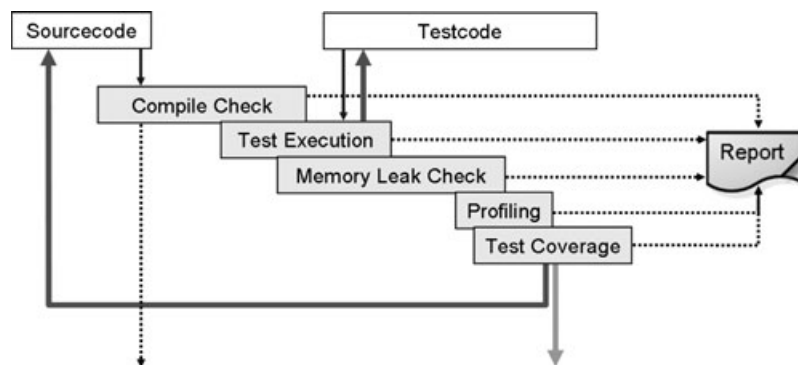 Sourcecode
Testcode
Compile Check
Test Execution
Memory Leak Check
Report
Profiling
Test Coverage